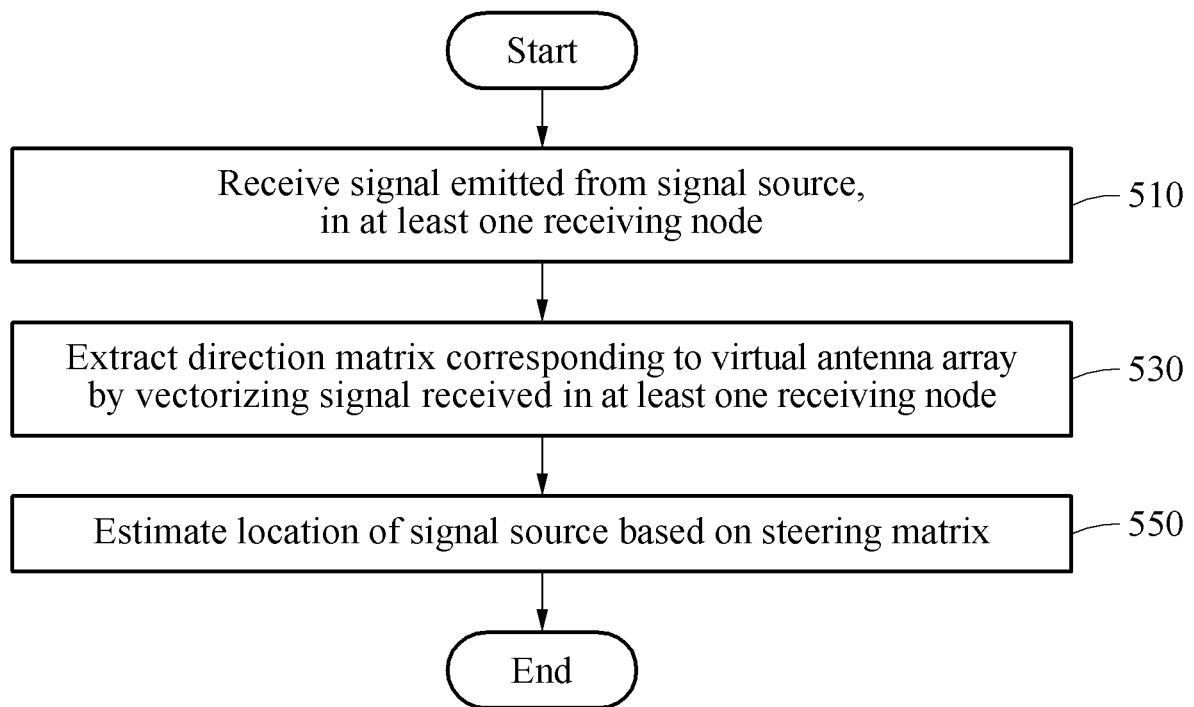 Start
Receive signal emitted from signal source,
in at least one receiving node
510
Extract direction matrix corresponding to virtual antenna array
by vectorizing signal received in at least one receiving node
530
Estimate location of signal source based on steering matrix
550
End